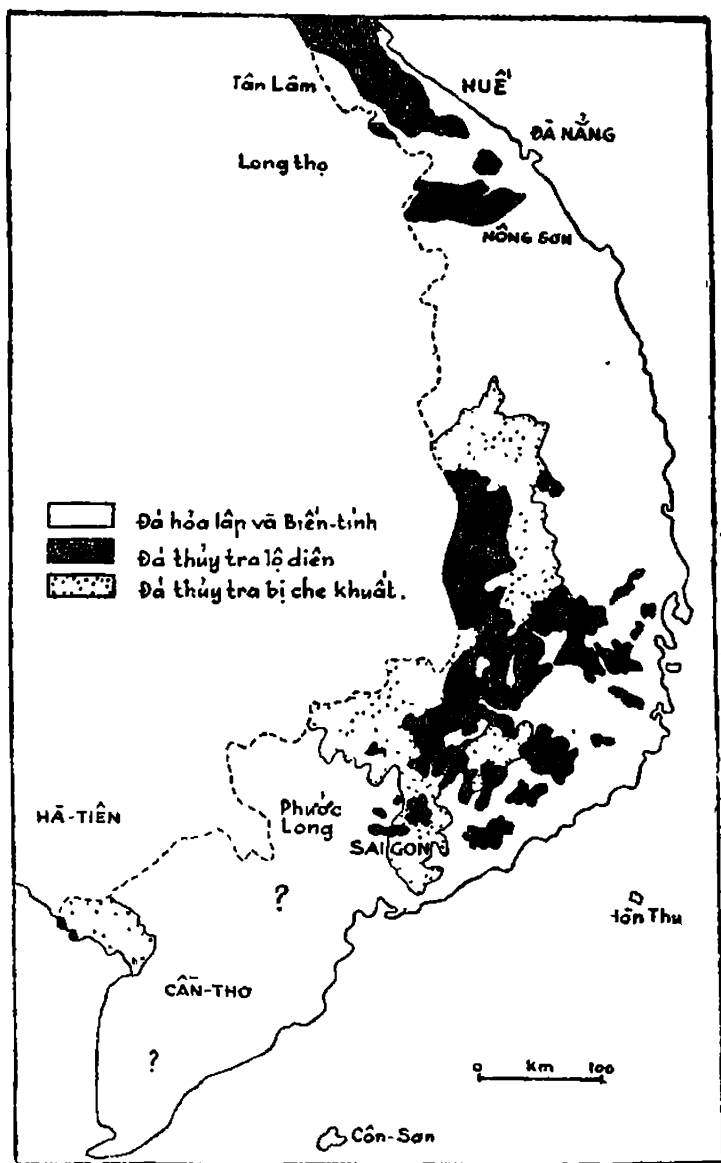 Tân Lâm
HUẾ
ĐÀ NẲNG
Long thọ
NÔNG SƠN
Đá hỏa lập và Biến-tính
Đá thủy tra lộ diên
Đá thủy tra bị che khuất.
HÀ-TIÊN
Phước
Long
SAIGON
?
Hòn Thu
CẦN-THƠ
?
0 km 100
Côn-Sơn